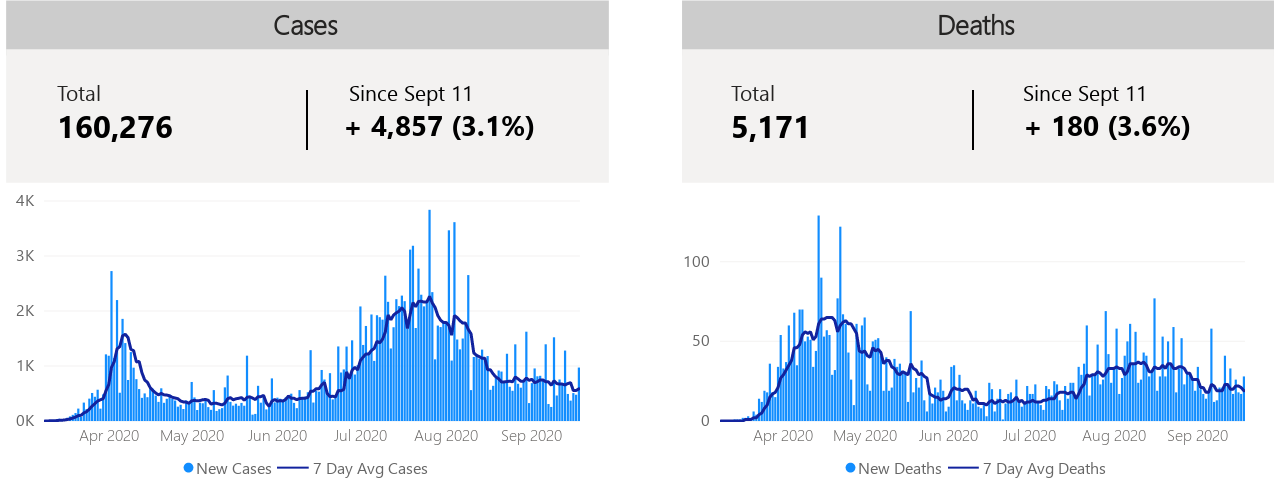 Cases
Total
160,276
Since Sept 11
+ 4,857 (3.1%)
4K
3K
2K
1K
0K
Apr 2020 May 2020 Jun 2020 Jul 2020 Aug 2020 Sep 2020
New Cases 7 Day Avg Cases
Deaths
Total
5,171
Since Sept 11
+ 180 (3.6%)
100
50
0
Apr 2020 May 2020 Jun 2020 Jul 2020 Aug 2020 Sep 2020
New Deaths 7 Day Avg Deaths